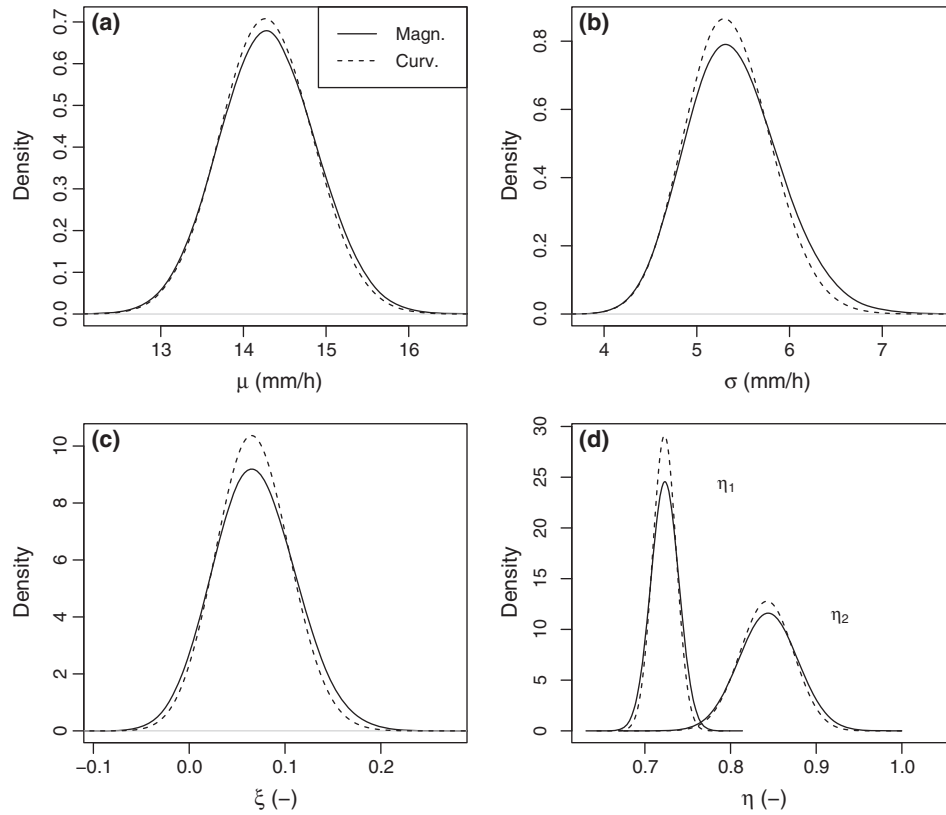 (a)
Magn.
Curv.
Density
0.0 0.1 0.2 0.3 0.4 0.5 0.6 0.7
13 14 15 16
μ (mm/h)
(b)
Density
0.0 0.2 0.4 0.6 0.8
4 5 6 7
σ (mm/h)
(c)
Density
0 2 4 6 8 10
−0.1 0.0 0.1 0.2
ξ (−)
(d)
η₁
η₂
Density
0 5 10 15 20 25 30
0.7 0.8 0.9 1.0
η (−)